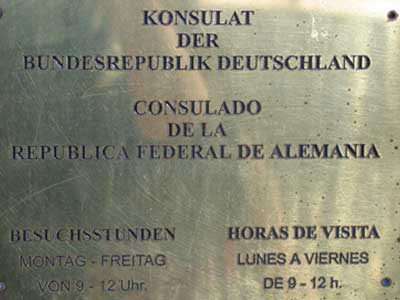 KONSULAT
DER
BUNDESREPUBLIK DEUTSCHLAND
CONSULADO
DE LA
REPUBLICA FEDERAL DE ALEMANIA
BESUCHSSTUNDEN
MONTAG - FREITAG
VON 9 - 12 Uhr.
HORAS DE VISITA
LUNES A VIERNES
DE 9 - 12 h.